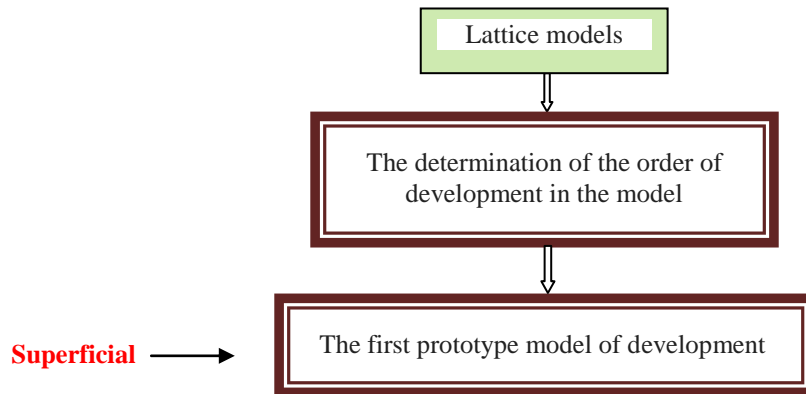 Lattice models
The determination of the order of
development in the model
Superficial
The first prototype model of development